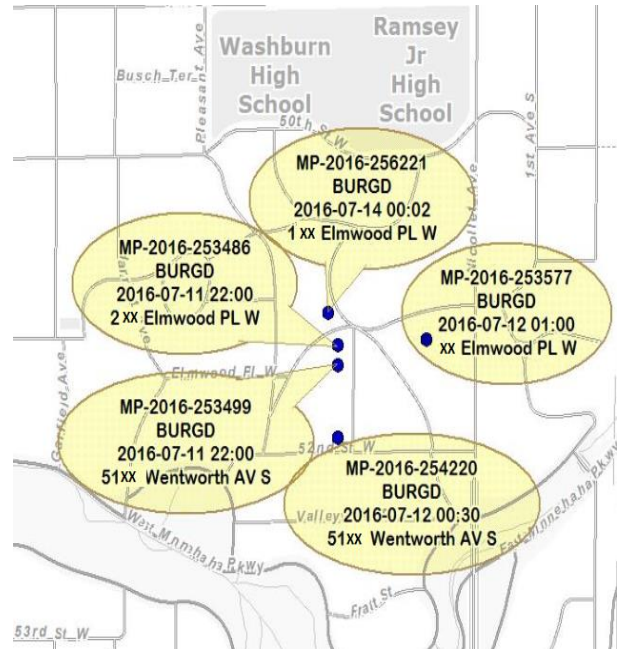 Washburn
High
School
Ramsey
Jr
High
School
Busch Ter
Pleasant Ave
50th St W
1st Ave S
MP-2016-256221
BURGD
2016-07-14 00:02
1 xx Elmwood PL W
MP-2016-253486
BURGD
2016-07-11 22:00
2 xx Elmwood PL W
MP-2016-253577
BURGD
2016-07-12 01:00
xx Elmwood PL W
Elmwood Pl W
Garfield Ave
MP-2016-253499
BURGD
2016-07-11 22:00
51xx Wentworth AV S
52nd St W
MP-2016-254220
BURGD
2016-07-12 00:30
51xx Wentworth AV S
Valley
West Minnehaha Pkwy
East Minnehaha Pkwy
Fratt St
53rd St W